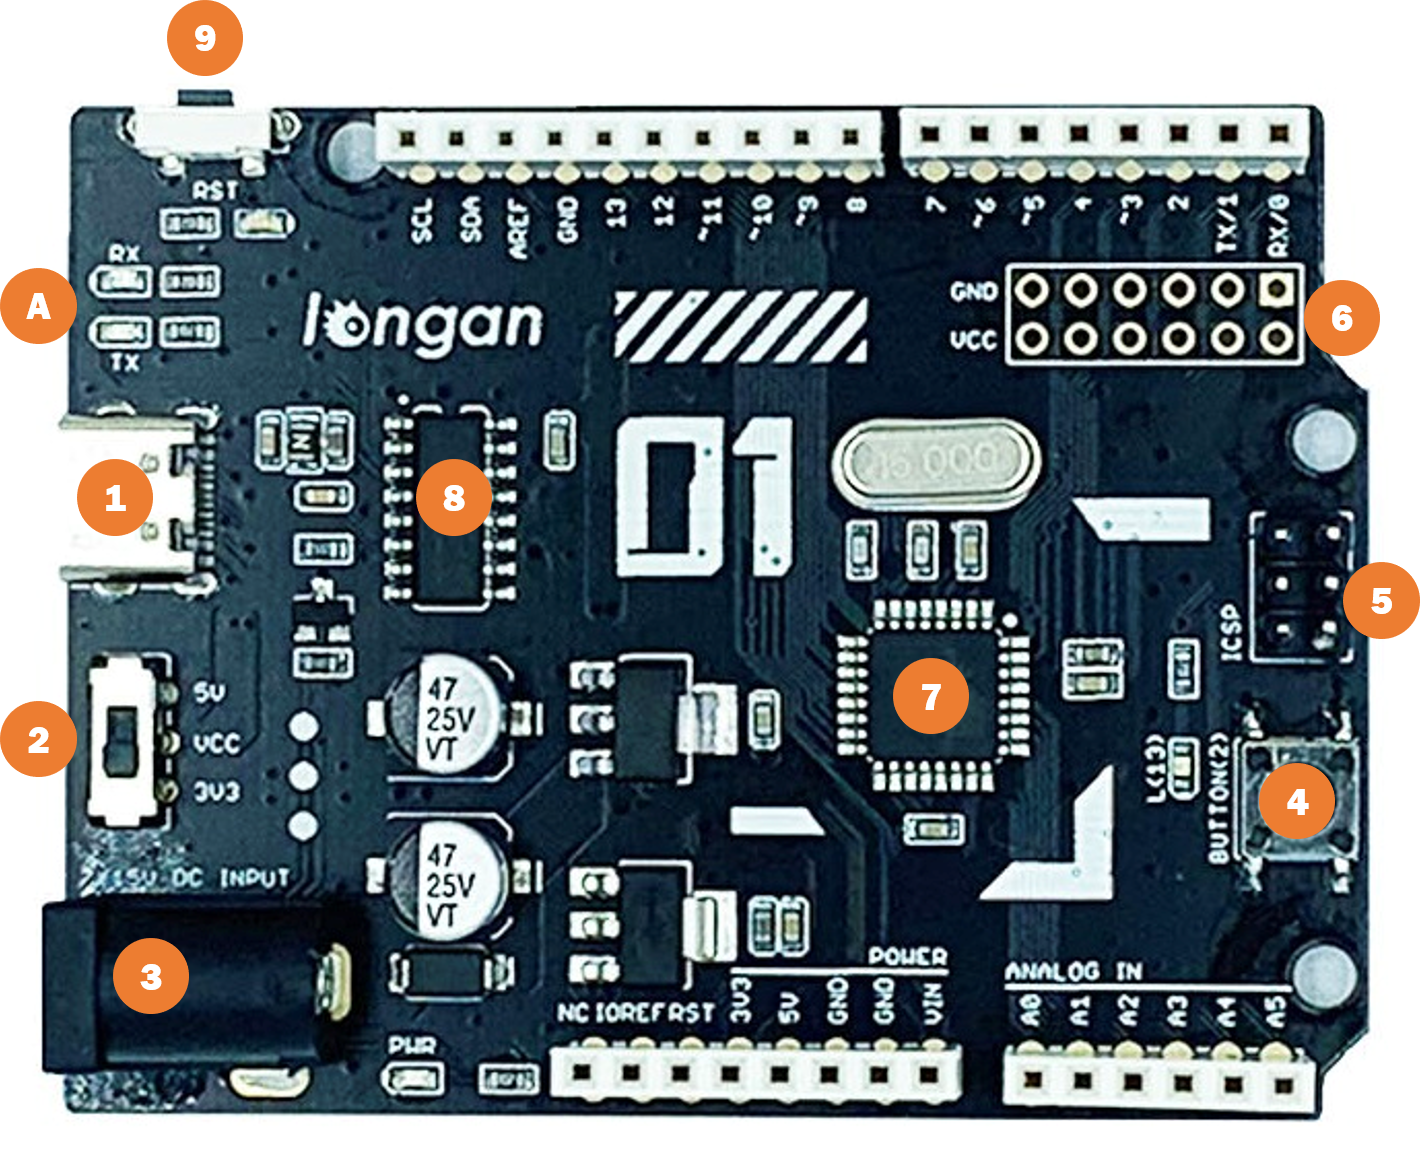 9
RST
SCL
SDA
AREF
GND
13
12
~11
~10
~9
8
7
~6
~5
4
~3
2
TX/1
RX/0
RX
A
TX
longan
GND
VCC
6
1
8
01
5
ICSP
7
2
5V
VCC
3V3
47
25V
VT
L(13)
BUTTON(2)
4
15V DC INPUT
47
25V
VT
3
POWER
NC
IOREF
RST
3V3
5V
GND
GND
VIN
ANALOG IN
A0
A1
A2
A3
A4
A5
PWR